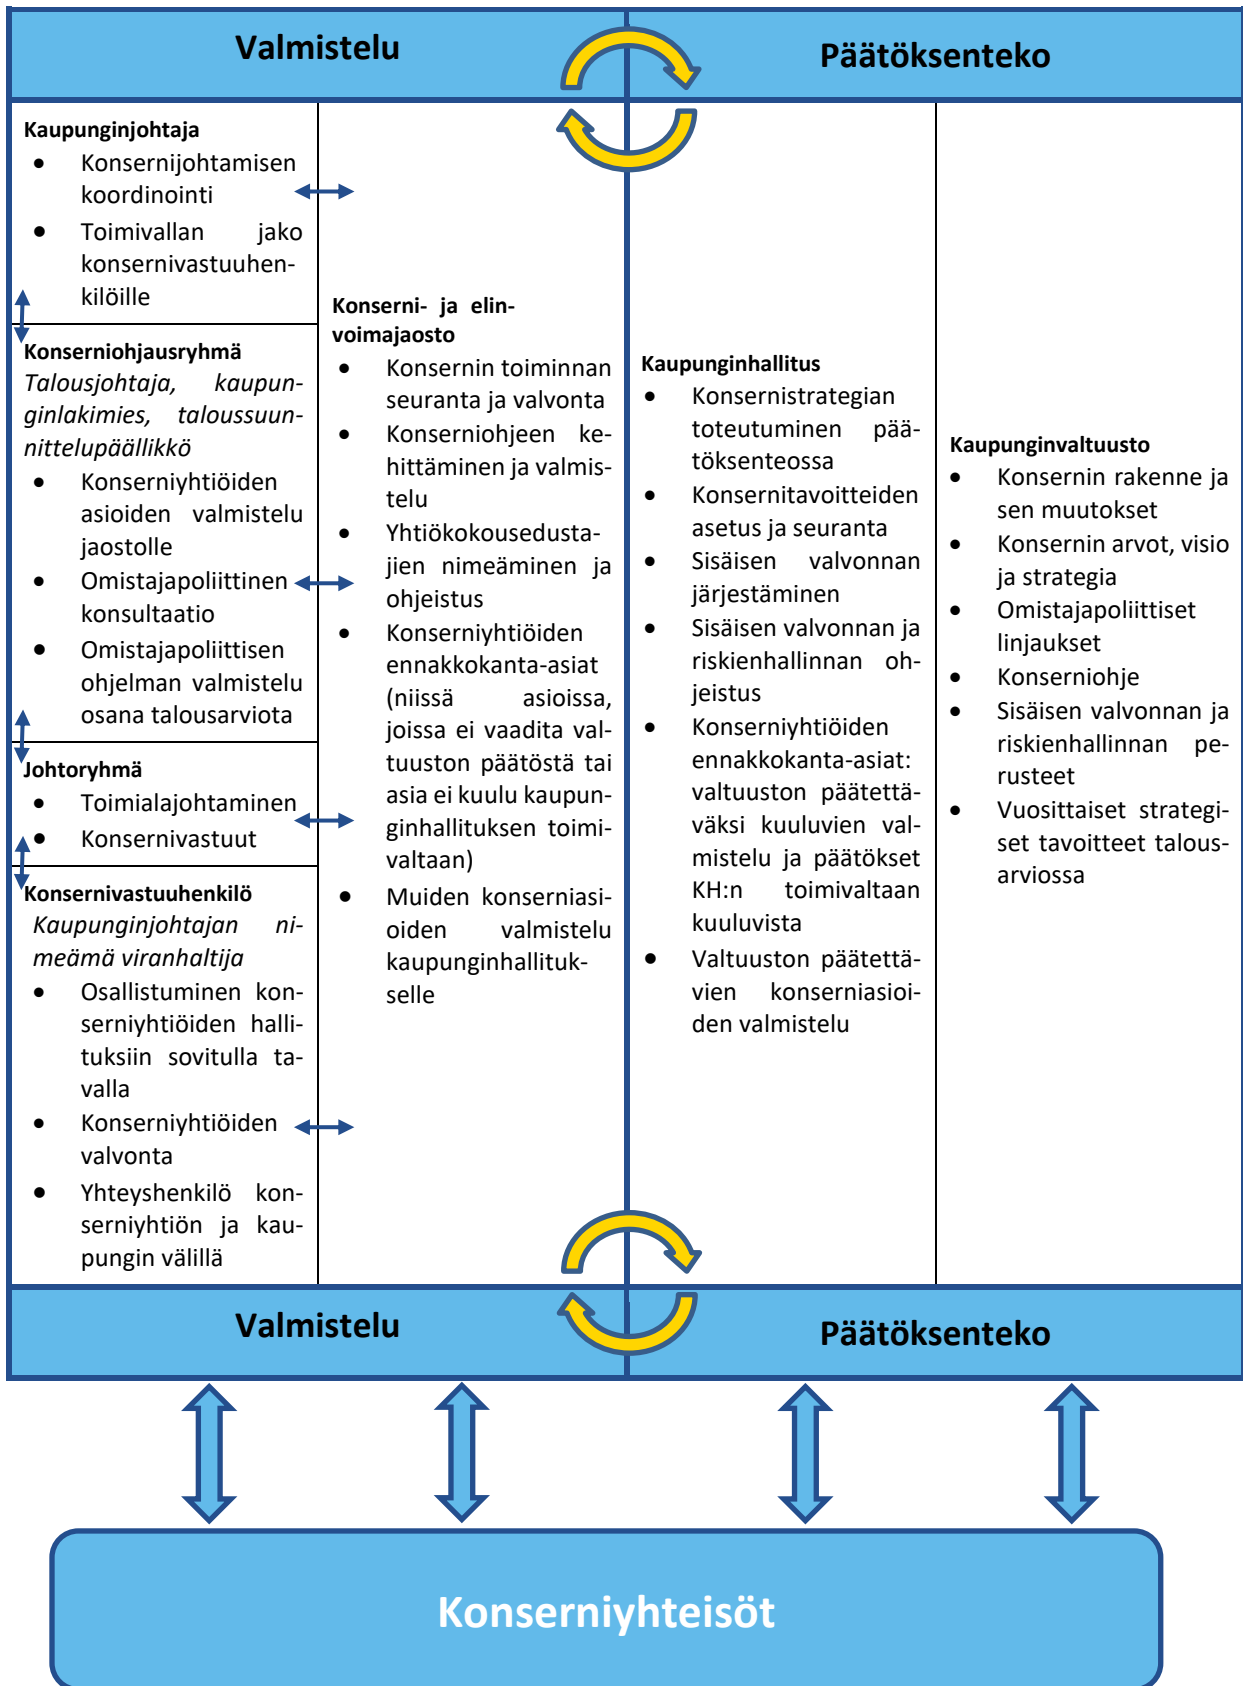 Valmistelu
Päätöksenteko
Kaupunginjohtaja
• Konsernijohtamisen
koordinointi
• Toimivallan jako
konsernivastuuhen-
kilöille
Konserniohjausryhmä
Talousjohtaja, kaupun-
ginlakimies, taloussuun-
nittelupäällikkö
• Konserniyhtiöiden
asioiden valmistelu
jaostolle
• Omistajapoliittinen
konsultaatio
• Omistajapoliittisen
ohjelman valmistelu
osana talousarviota
Johtoryhmä
• Toimialajohtaminen
• Konsernivastuut
Konsernivastuuhenkilö
Kaupunginjohtajan ni-
meämä viranhaltija
• Osallistuminen kon-
serniyhtiöiden halli-
tuksiin sovitulla ta-
valla
• Konserniyhtiöiden
valvonta
• Yhteyshenkilö kon-
serniyhtiön ja kau-
pungin välillä
Konserni- ja elin-
voimajaosto
• Konsernin toiminnan
seuranta ja valvonta
• Konserniohjeen ke-
hittäminen ja valmis-
telu
• Yhtiökokousedusta-
jien nimeäminen ja
ohjeistus
• Konserniyhtiöiden
ennakkokanta-asiat
(niissä asioissa,
joissa ei vaadita val-
tuuston päätöstä tai
asia ei kuulu kaupun-
ginhallituksen toimi-
valtaan)
• Muiden konserniasi-
oiden valmistelu
kaupunginhallituk-
selle
Kaupunginhallitus
• Konsernistrategian
toteutuminen pää-
töksenteossa
• Konsernitavoitteiden
asetus ja seuranta
• Sisäisen valvonnan
järjestäminen
• Sisäisen valvonnan ja
riskienhallinnan oh-
jeistus
• Konserniyhtiöiden
ennakkokanta-asiat:
valtuuston päätettä-
väksi kuuluvien val-
mistelu ja päätökset
KH:n toimivaltaan
kuuluvista
• Valtuuston päätettä-
vien konserniasioi-
den valmistelu
Kaupunginvaltuusto
• Konsernin rakenne ja
sen muutokset
• Konsernin arvot, visio
ja strategia
• Omistajapoliittiset
linjaukset
• Konserniohje
• Sisäisen valvonnan ja
riskienhallinnan pe-
rusteet
• Vuosittaiset strategi-
set tavoitteet talous-
arviossa
Valmistelu
Päätöksenteko
Konserniyhteisöt